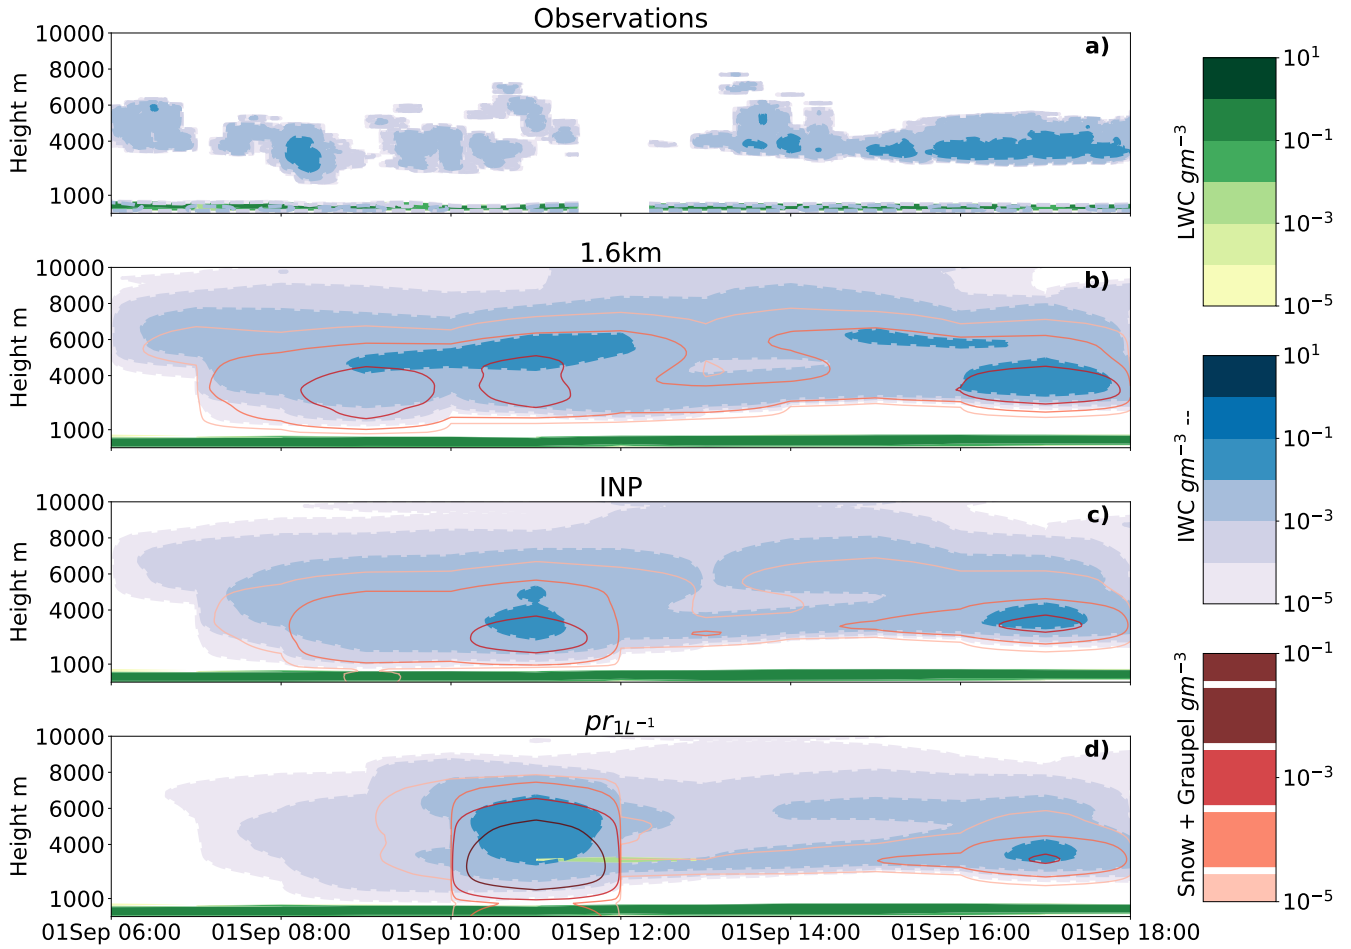 Observations
a)
10000
8000
6000
4000
1000
Height m
1.6km
b)
10000
8000
6000
4000
1000
Height m
INP
c)
10000
8000
6000
4000
1000
Height m
pr₁L⁻¹
d)
10000
8000
6000
4000
1000
Height m
01Sep 06:00 01Sep 08:00 01Sep 10:00 01Sep 12:00 01Sep 14:00 01Sep 16:00 01Sep 18:00
LWC gm⁻³
10¹
10⁻¹
10⁻³
10⁻⁵
IWC gm⁻³ --
10¹
10⁻¹
10⁻³
10⁻⁵
Snow + Graupel gm⁻³
10⁻¹
10⁻³
10⁻⁵